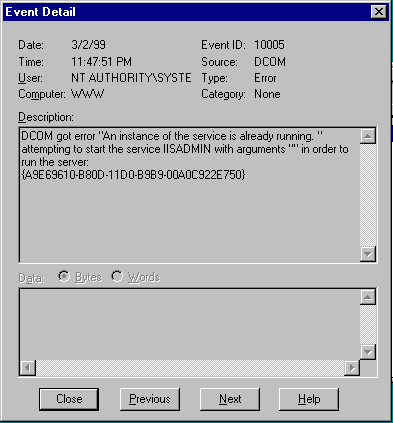 Event Detail
Date: 3/2/99 Event ID: 10005
Time: 11:47:51 PM Source: DCOM
User: NT AUTHORITY\SYSTE Type: Error
Computer: WWW Category: None
Description:
DCOM got error "An instance of the service is already running. "
attempting to start the service IISADMIN with arguments "" in order to
run the server:
{A9E69610-B80D-11D0-B9B9-00A0C922E750}
Data: Bytes Words
Close Previous Next Help